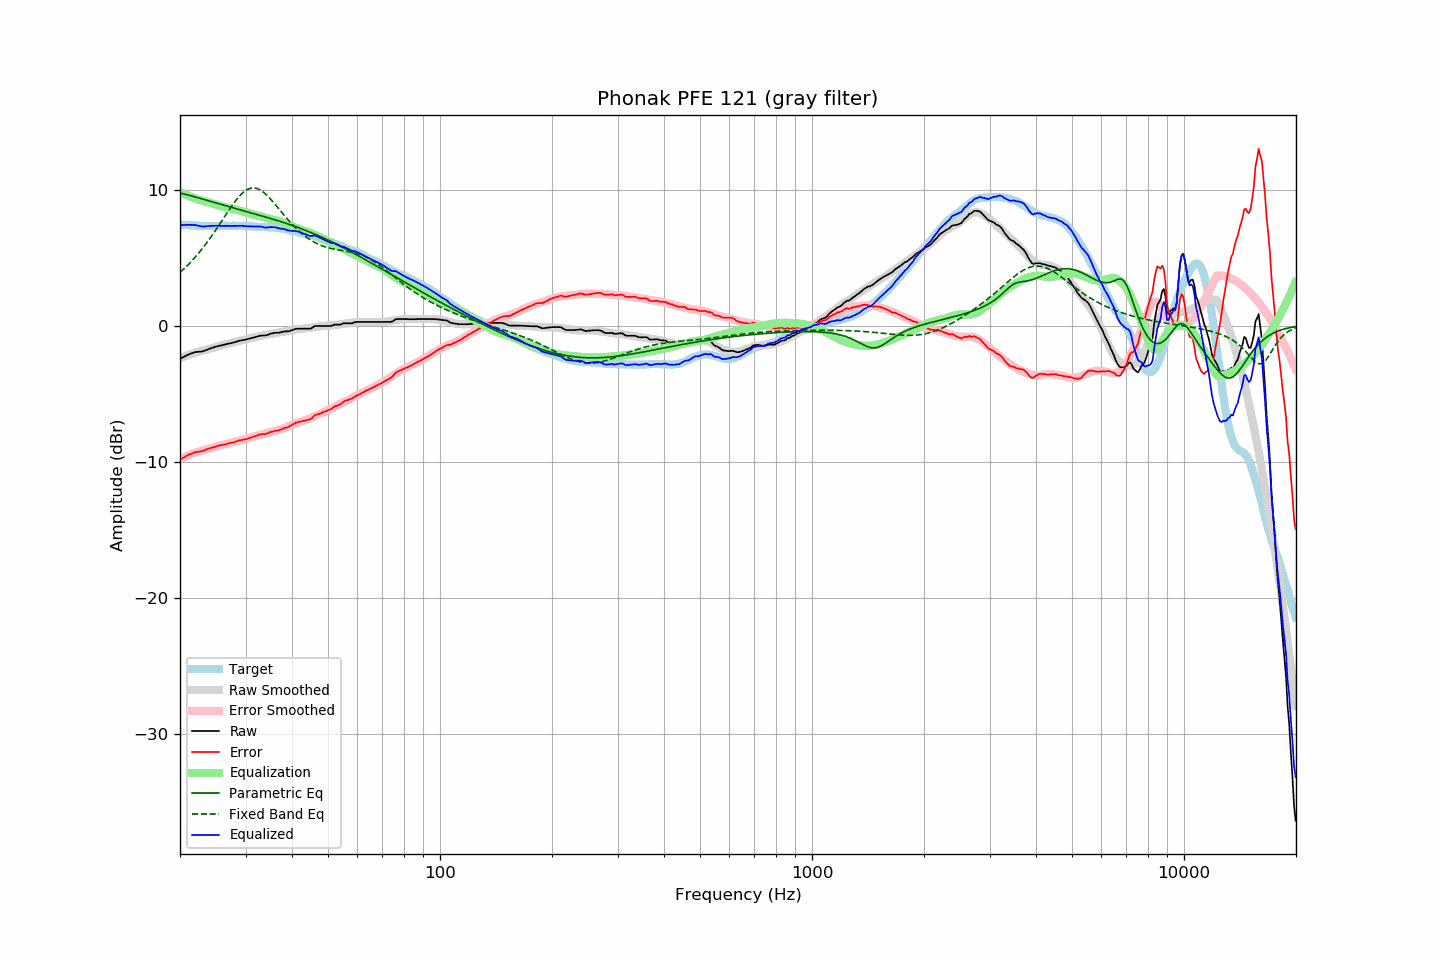 Phonak PFE 121 (gray filter)
Amplitude (dBr)
10
0
−10
−20
−30
Target
Raw Smoothed
Error Smoothed
Raw
Error
Equalization
Parametric Eq
Fixed Band Eq
Equalized
100
1000
10000
Frequency (Hz)